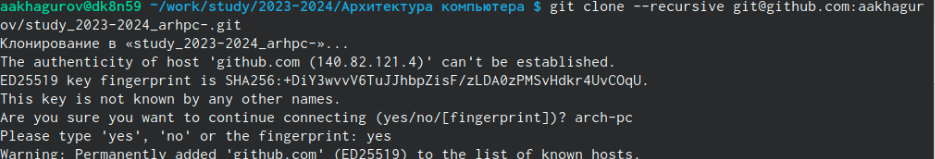 aakhagurov@dk8n59 ~/work/study/2023-2024/Архитектура компьютера $ git clone --recursive git@github.com:aakhagur
ov/study_2023-2024_arhpc-.git
Клонирование в «study_2023-2024_arhpc-»...
The authenticity of host 'github.com (140.82.121.4)' can't be established.
ED25519 key fingerprint is SHA256:+DiY3wvvV6TuJJhbpZisF/zLDA0zPMSvHdkr4UvCOqU.
This key is not known by any other names.
Are you sure you want to continue connecting (yes/no/[fingerprint])? arch-pc
Please type 'yes', 'no' or the fingerprint: yes
Warning: Permanently added 'github.com' (ED25519) to the list of known hosts.